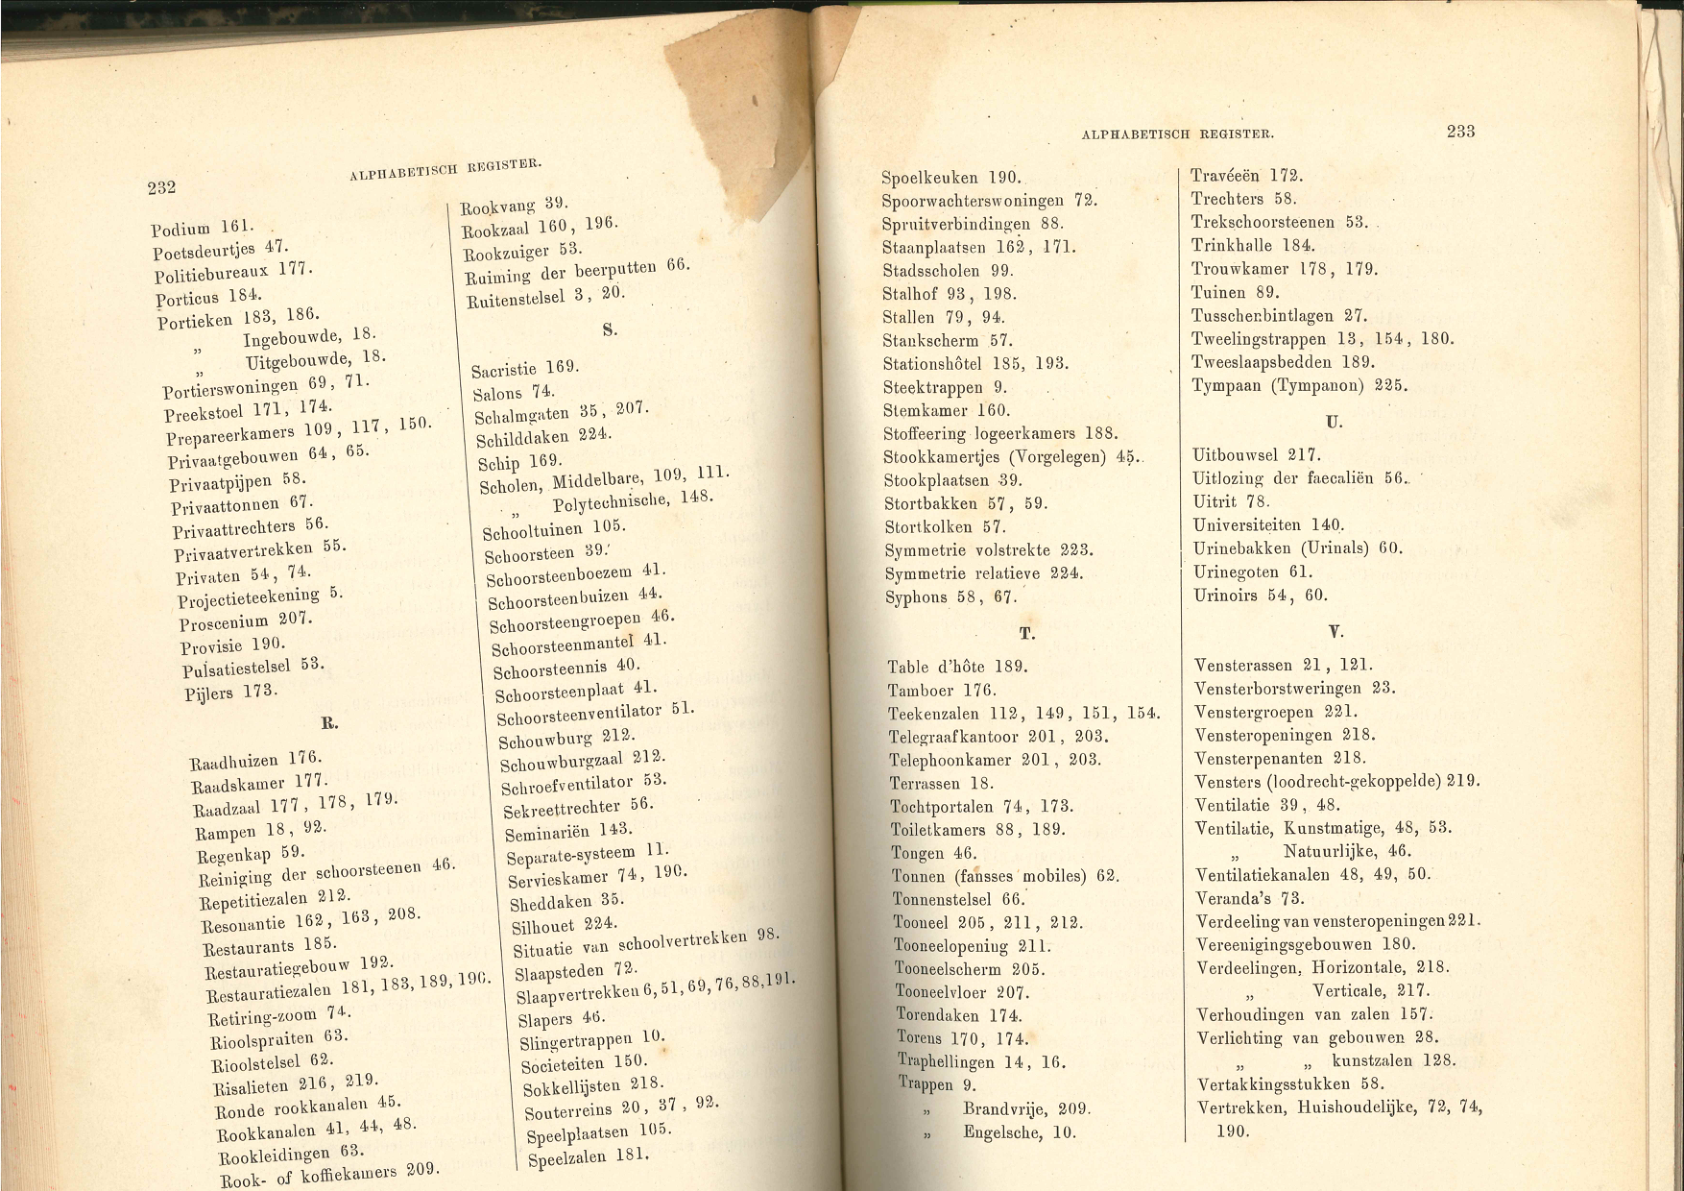 232
ALPHABETISCH REGISTER.
Podium 161.
Poetsdeurtjes 47.
Politiebureaux 177.
Porticus 184.
Portieken 183, 186.
„ Ingebouwde, 18.
„ Uitgebouwde, 18.
Portierswoningen 69, 71.
Preekstoel 171, 174.
Prepareerkamers 109, 117, 150.
Privaatgebouwen 64, 65.
Privaatpijpen 58.
Privaattonnen 67.
Privaattrechters 56.
Privaatvertrekken 55.
Privaten 54, 74.
Projectieteekening 5.
Proscenium 207.
Provisie 190.
Pulsatiestelsel 53.
Pijlers 173.
R.
Raadhuizen 176.
Raadskamer 177.
Raadzaal 177, 178, 179.
Rampen 18, 92.
Regenkap 59.
Reiniging der schoorsteenen 46.
Repetitiezalen 212.
Resonantie 162, 163, 208.
Restaurants 185.
Restauratiegebouw 192.
Restauratiezalen 181, 183, 189, 190.
Retiring-zoom 74.
Rioolspruiten 63.
Rioolstelsel 62.
Risalieten 216, 219.
Ronde rookkanalen 45.
Rookkanalen 41, 44, 48.
Rookleidingen 63.
Rook- of koffiekamers 209.
Rookvang 39.
Rookzaal 160, 196.
Rookzuiger 53.
Ruiming der beerputten 66.
Ruitenstelsel 3, 20.
S.
Sacristie 169.
Salons 74.
Schalmgaten 35, 207.
Schilddaken 224.
Schip 169.
Scholen, Middelbare, 109, 111.
„ Polytechnische, 148.
Schooltuinen 105.
Schoorsteen 39.
Schoorsteenboezem 41.
Schoorsteenbuizen 44.
Schoorsteengroepen 46.
Schoorsteenmantel 41.
Schoorsteennis 40.
Schoorsteenplaat 41.
Schoorsteenventilator 51.
Schouwburg 212.
Schouwburgzaal 212.
Schroefventilator 53.
Sekreettrechter 56.
Seminariën 143.
Separate-systeem 11.
Servieskamer 74, 190.
Sheddaken 35.
Silhouet 224.
Situatie van schoolvertrekken 98.
Slaapsteden 72.
Slaapvertrekken 6, 51, 69, 76, 88, 191.
Slapers 46.
Slingertrappen 10.
Societeiten 150.
Sokkellijsten 218.
Souterreins 20, 37, 92.
Speelplaatsen 105.
Speelzalen 181.
ALPHABETISCH REGISTER.
233
Spoelkeuken 190.
Spoorwachterswoningen 72.
Spruitverbindingen 88.
Staanplaatsen 162, 171.
Stadsscholen 99.
Stalhof 93, 198.
Stallen 79, 94.
Stankscherm 57.
Stationshôtel 185, 193.
Steektrappen 9.
Stemkamer 160.
Stoffeering logeerkamers 188.
Stookkamertjes (Vorgelegen) 45.
Stookplaatsen 39.
Stortbakken 57, 59.
Stortkolken 57.
Symmetrie volstrekte 223.
Symmetrie relatieve 224.
Syphons 58, 67.
T.
Table d'hôte 189.
Tamboer 176.
Teekenzalen 112, 149, 151, 154.
Telegraafkantoor 201, 203.
Telephoonkamer 201, 203.
Terrassen 18.
Tochtportalen 74, 173.
Toiletkamers 88, 189.
Tongen 46.
Tonnen (fansses mobiles) 62.
Tonnenstelsel 66.
Tooneel 205, 211, 212.
Tooneelopening 211.
Tooneelscherm 205.
Tooneelvloer 207.
Torendaken 174.
Torens 170, 174.
Traphellingen 14, 16.
Trappen 9.
„ Brandvrije, 209.
„ Engelsche, 10.
Travéeën 172.
Trechters 58.
Trekschoorsteenen 53.
Trinkhalle 184.
Trouwkamer 178, 179.
Tuinen 89.
Tusschenbintlagen 27.
Tweelingstrappen 13, 154, 180.
Tweeslaapsbedden 189.
Tympaan (Tympanon) 225.
U.
Uitbouwsel 217.
Uitlozing der faecaliën 56.
Uitrit 78.
Universiteiten 140.
Urinebakken (Urinals) 60.
Urinegoten 61.
Urinoirs 54, 60.
V.
Vensterassen 21, 121.
Vensterborstweringen 23.
Venstergroepen 221.
Vensteropeningen 218.
Vensterpenanten 218.
Vensters (loodrecht-gekoppelde) 219.
Ventilatie 39, 48.
Ventilatie, Kunstmatige, 48, 53.
„ Natuurlijke, 46.
Ventilatiekanalen 48, 49, 50.
Veranda's 73.
Verdeeling van vensteropeningen 221.
Vereenigingsgebouwen 180.
Verdeelingen, Horizontale, 218.
„ Verticale, 217.
Verhoudingen van zalen 157.
Verlichting van gebouwen 28.
„ „ kunstzalen 128.
Vertakkingsstukken 58.
Vertrekken, Huishoudelijke, 72, 74,
190.